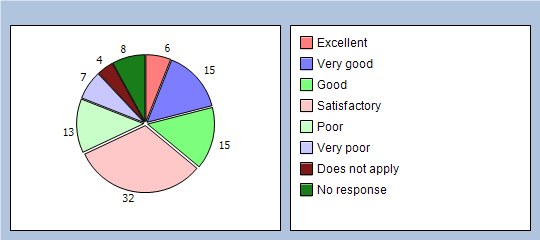 8
6
4
15
7
13
15
32
Excellent
Very good
Good
Satisfactory
Poor
Very poor
Does not apply
No response